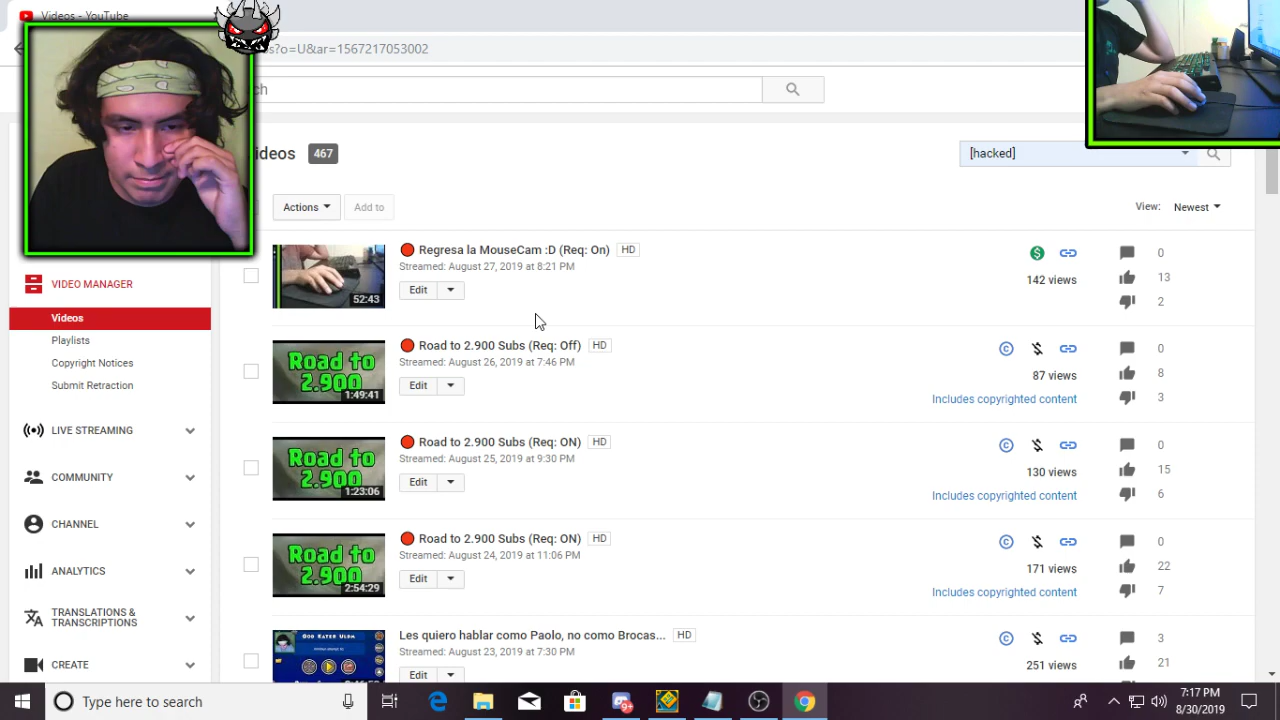 Videos - YouTube
s?o=U&ar=1567217053002
ch
ideos 467
[hacked]
Actions
Add to
View: Newest
Regresa la MouseCam :D (Req: On) HD
Streamed: August 27, 2019 at 8:21 PM
Edit
52:43
142 views
0
13
2
VIDEO MANAGER
Videos
Playlists
Copyright Notices
Submit Retraction
LIVE STREAMING
COMMUNITY
CHANNEL
ANALYTICS
TRANSLATIONS &
TRANSCRIPTIONS
CREATE
Road to 2.900 Subs (Req: Off) HD
Streamed: August 26, 2019 at 7:46 PM
Edit
Road to
2.900
1:49:41
87 views
Includes copyrighted content
0
8
3
Road to 2.900 Subs (Req: ON) HD
Streamed: August 25, 2019 at 9:30 PM
Edit
Road to
2.900
1:23:06
130 views
Includes copyrighted content
0
15
6
Road to 2.900 Subs (Req: ON) HD
Streamed: August 24, 2019 at 11:06 PM
Edit
Road to
2.900
2:54:29
171 views
Includes copyrighted content
0
22
7
Les quiero hablar como Paolo, no como Brocas... HD
Streamed: August 23, 2019 at 7:30 PM
Edit
251 views
3
21
Type here to search
7:17 PM
8/30/2019